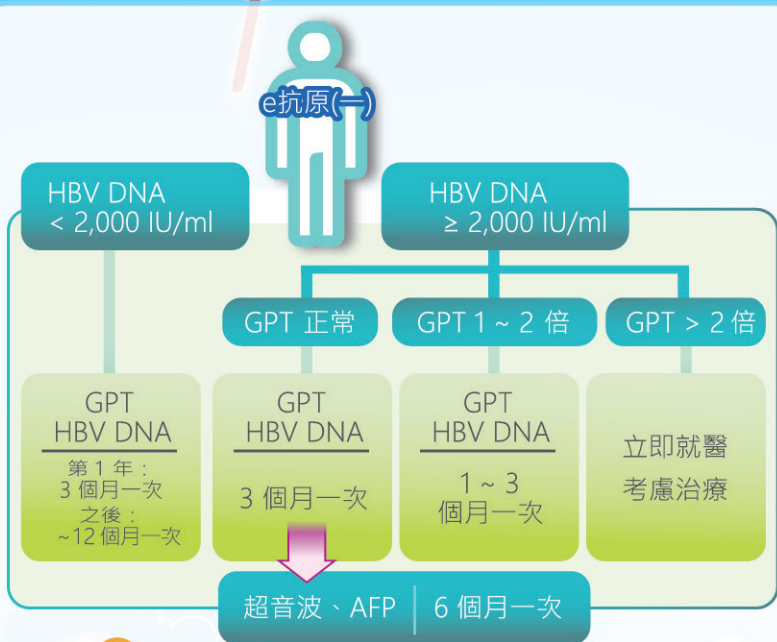 e抗原(一)
HBV DNA
< 2,000 IU/ml
HBV DNA
≥ 2,000 IU/ml
GPT 正常
GPT 1 ~ 2 倍
GPT > 2 倍
GPT
HBV DNA
第 1 年：
3 個月一次
之後：
~12 個月一次
GPT
HBV DNA
3 個月一次
GPT
HBV DNA
1 ~ 3
個月一次
立即就醫
考慮治療
超音波、AFP
6 個月一次